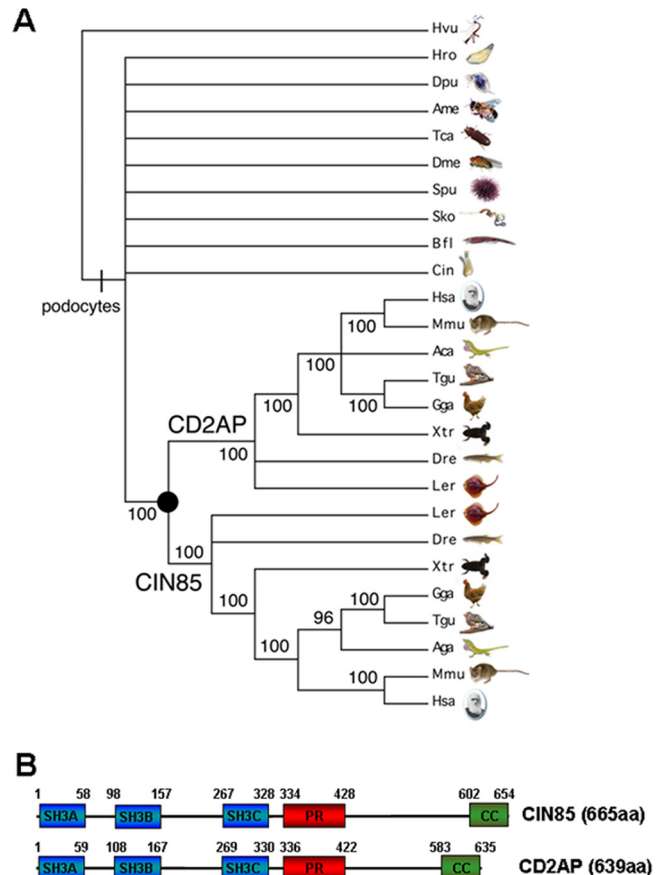 A
Hvu
Hro
Dpu
Ame
Tca
Dme
Spu
Sko
Bfl
Cin
podocytes
Hsa
100
Mmu
100
Aca
Tgu
100
100
Gga
CD2AP
Xtr
100
Dre
Ler
100
Ler
100
Dre
CIN85
Xtr
100
Gga
100
96
Tgu
100
Aga
Mmu
100
Hsa
B
1 58 98 157 267 328 334 428 602 654
SH3A SH3B SH3C PR CC CIN85 (665aa)
1 59 108 167 269 330 336 422 583 635
SH3A SH3B SH3C PR CC CD2AP (639aa)